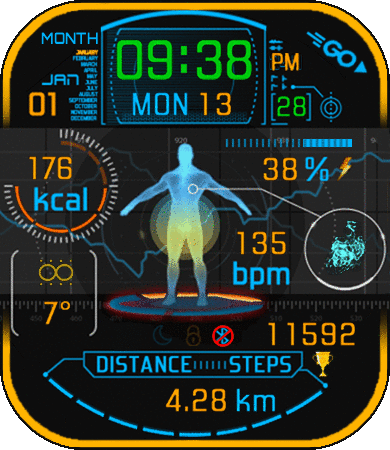 MONTH
JANUARY
FEBRUARY
MARCH
APRIL
MAY
JUNE
JULY
AUGUST
SEPTEMBER
OCTOBER
NOVEMBER
DECEMBER
JAN
01
09:38
MON 13
PM
28
GO
920
176
kcal
38 %
135
bpm
7°
11592
DISTANCE STEPS
4.28 km